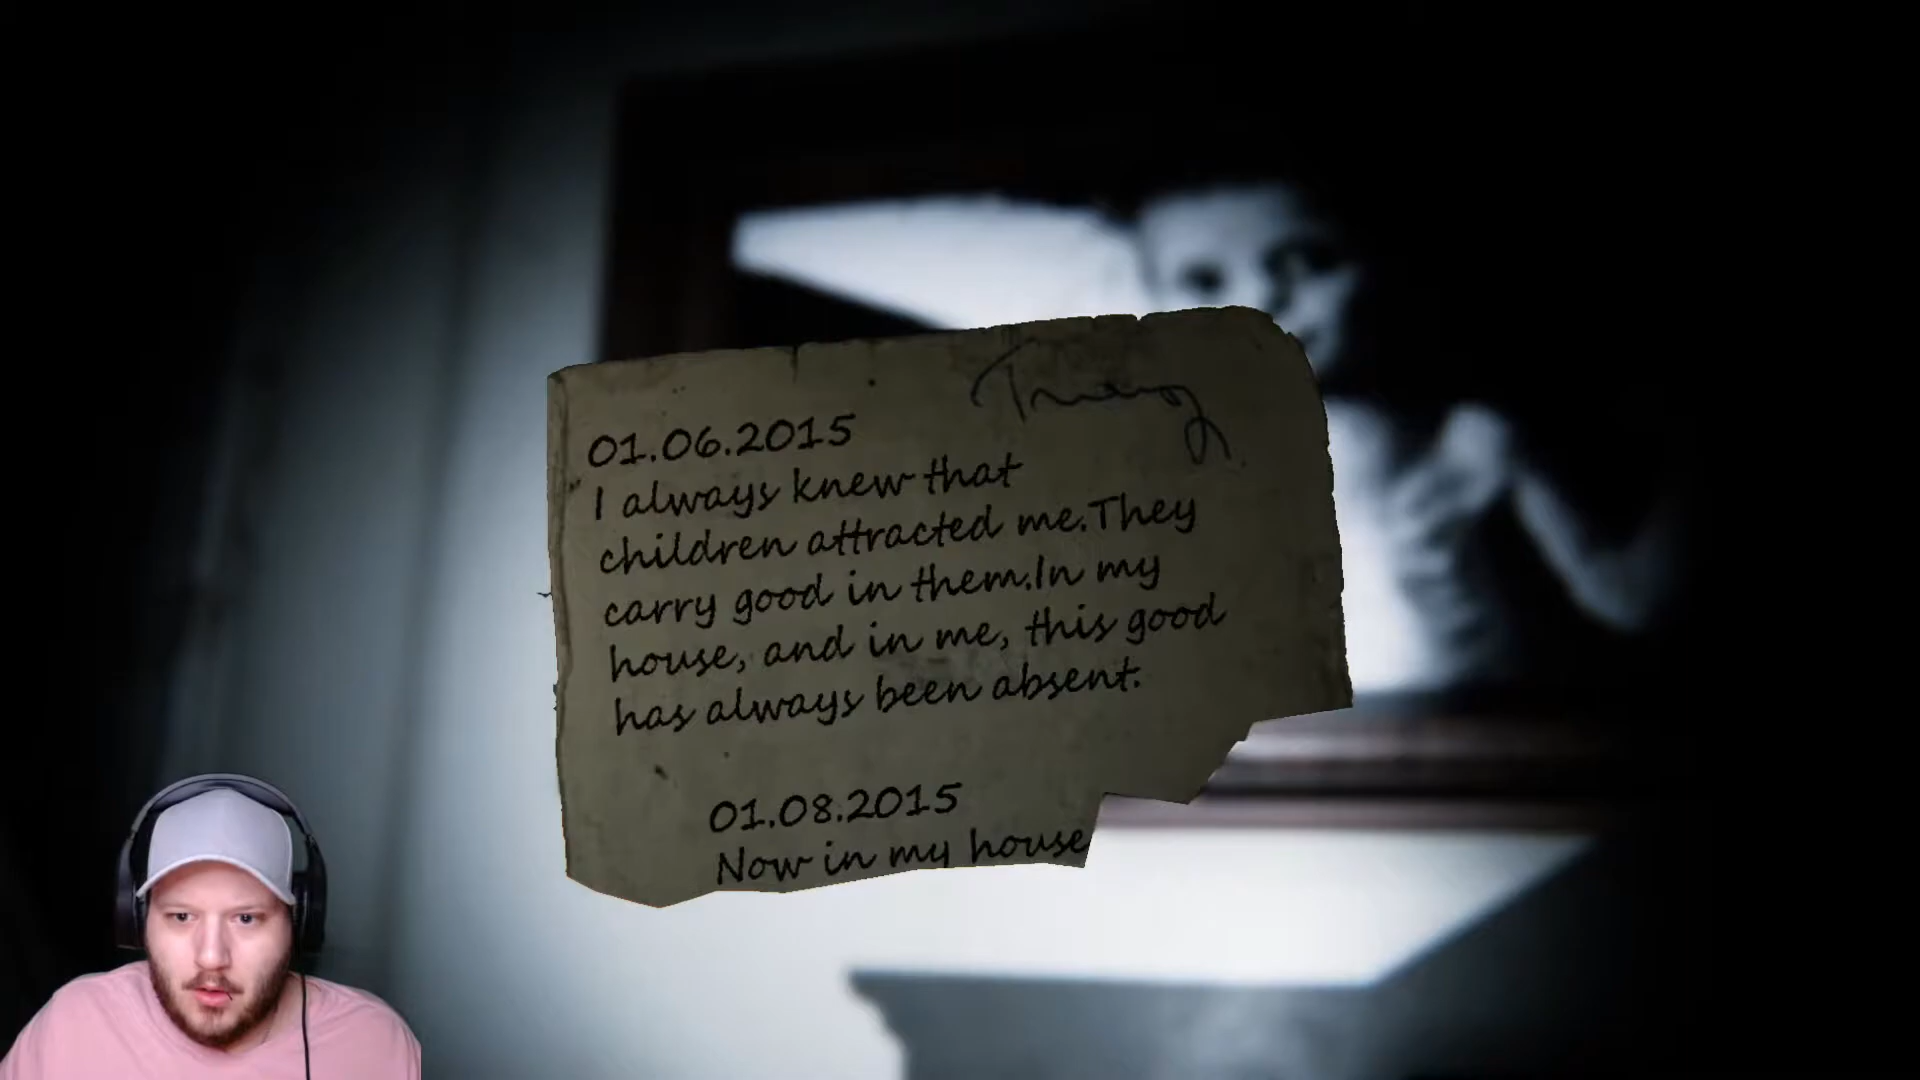 01.06.2015
I always knew that
children attracted me.They
carry good in them.In my
house, and in me, this good
has always been absent.
01.08.2015
Now in my house